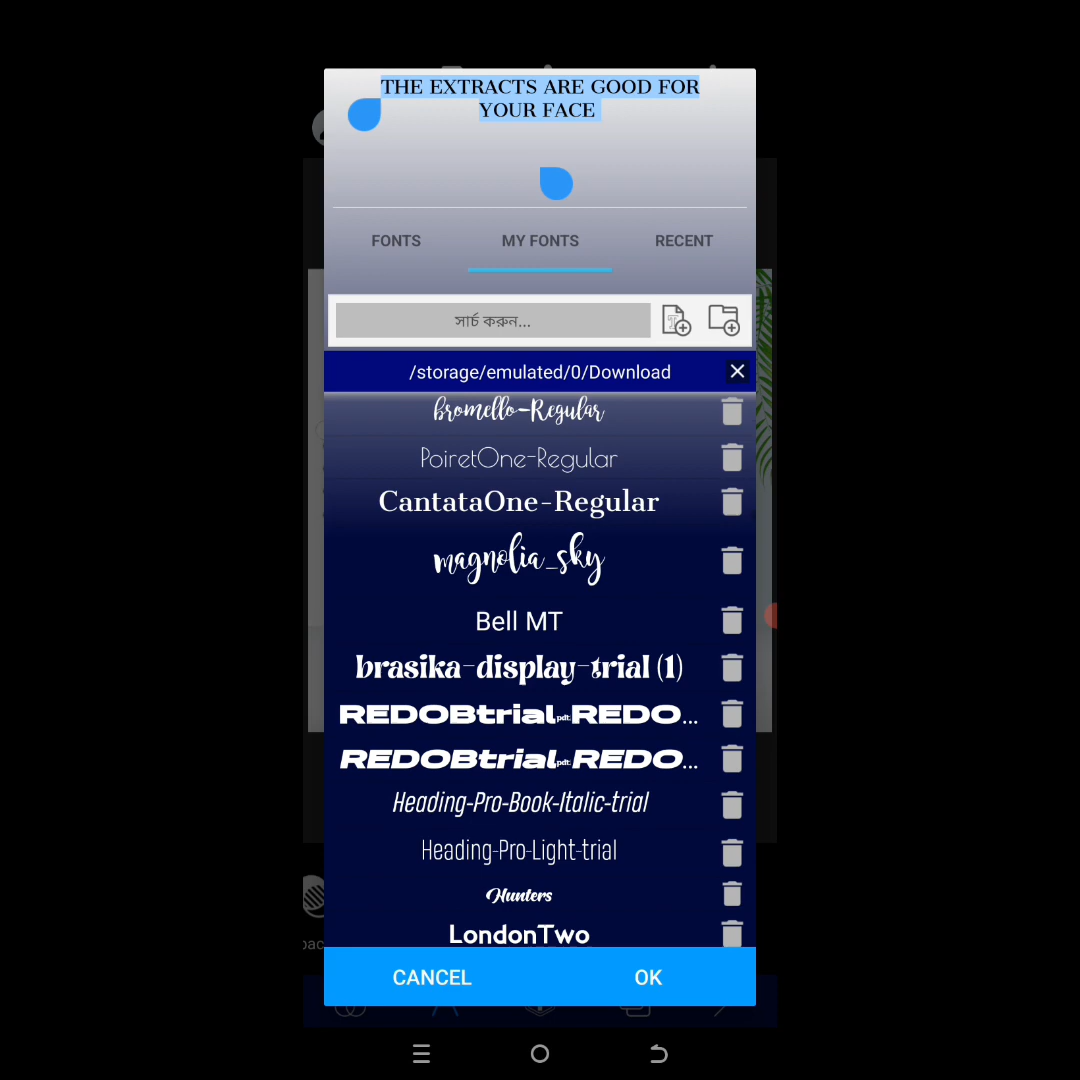 THE EXTRACTS ARE GOOD FOR
YOUR FACE
FONTS
MY FONTS
RECENT
সার্চ করুন...
/storage/emulated/0/Download
bromello-Regular
PoiretOne-Regular
CantataOne-Regular
magnolia_sky
Bell MT
brasika-display-trial (1)
REDOBtrial pdt: REDO...
REDOBtrial pdt: REDO...
Heading-Pro-Book-Italic-trial
Heading-Pro-Light-trial
Hunters
LondonTwo
CANCEL
OK